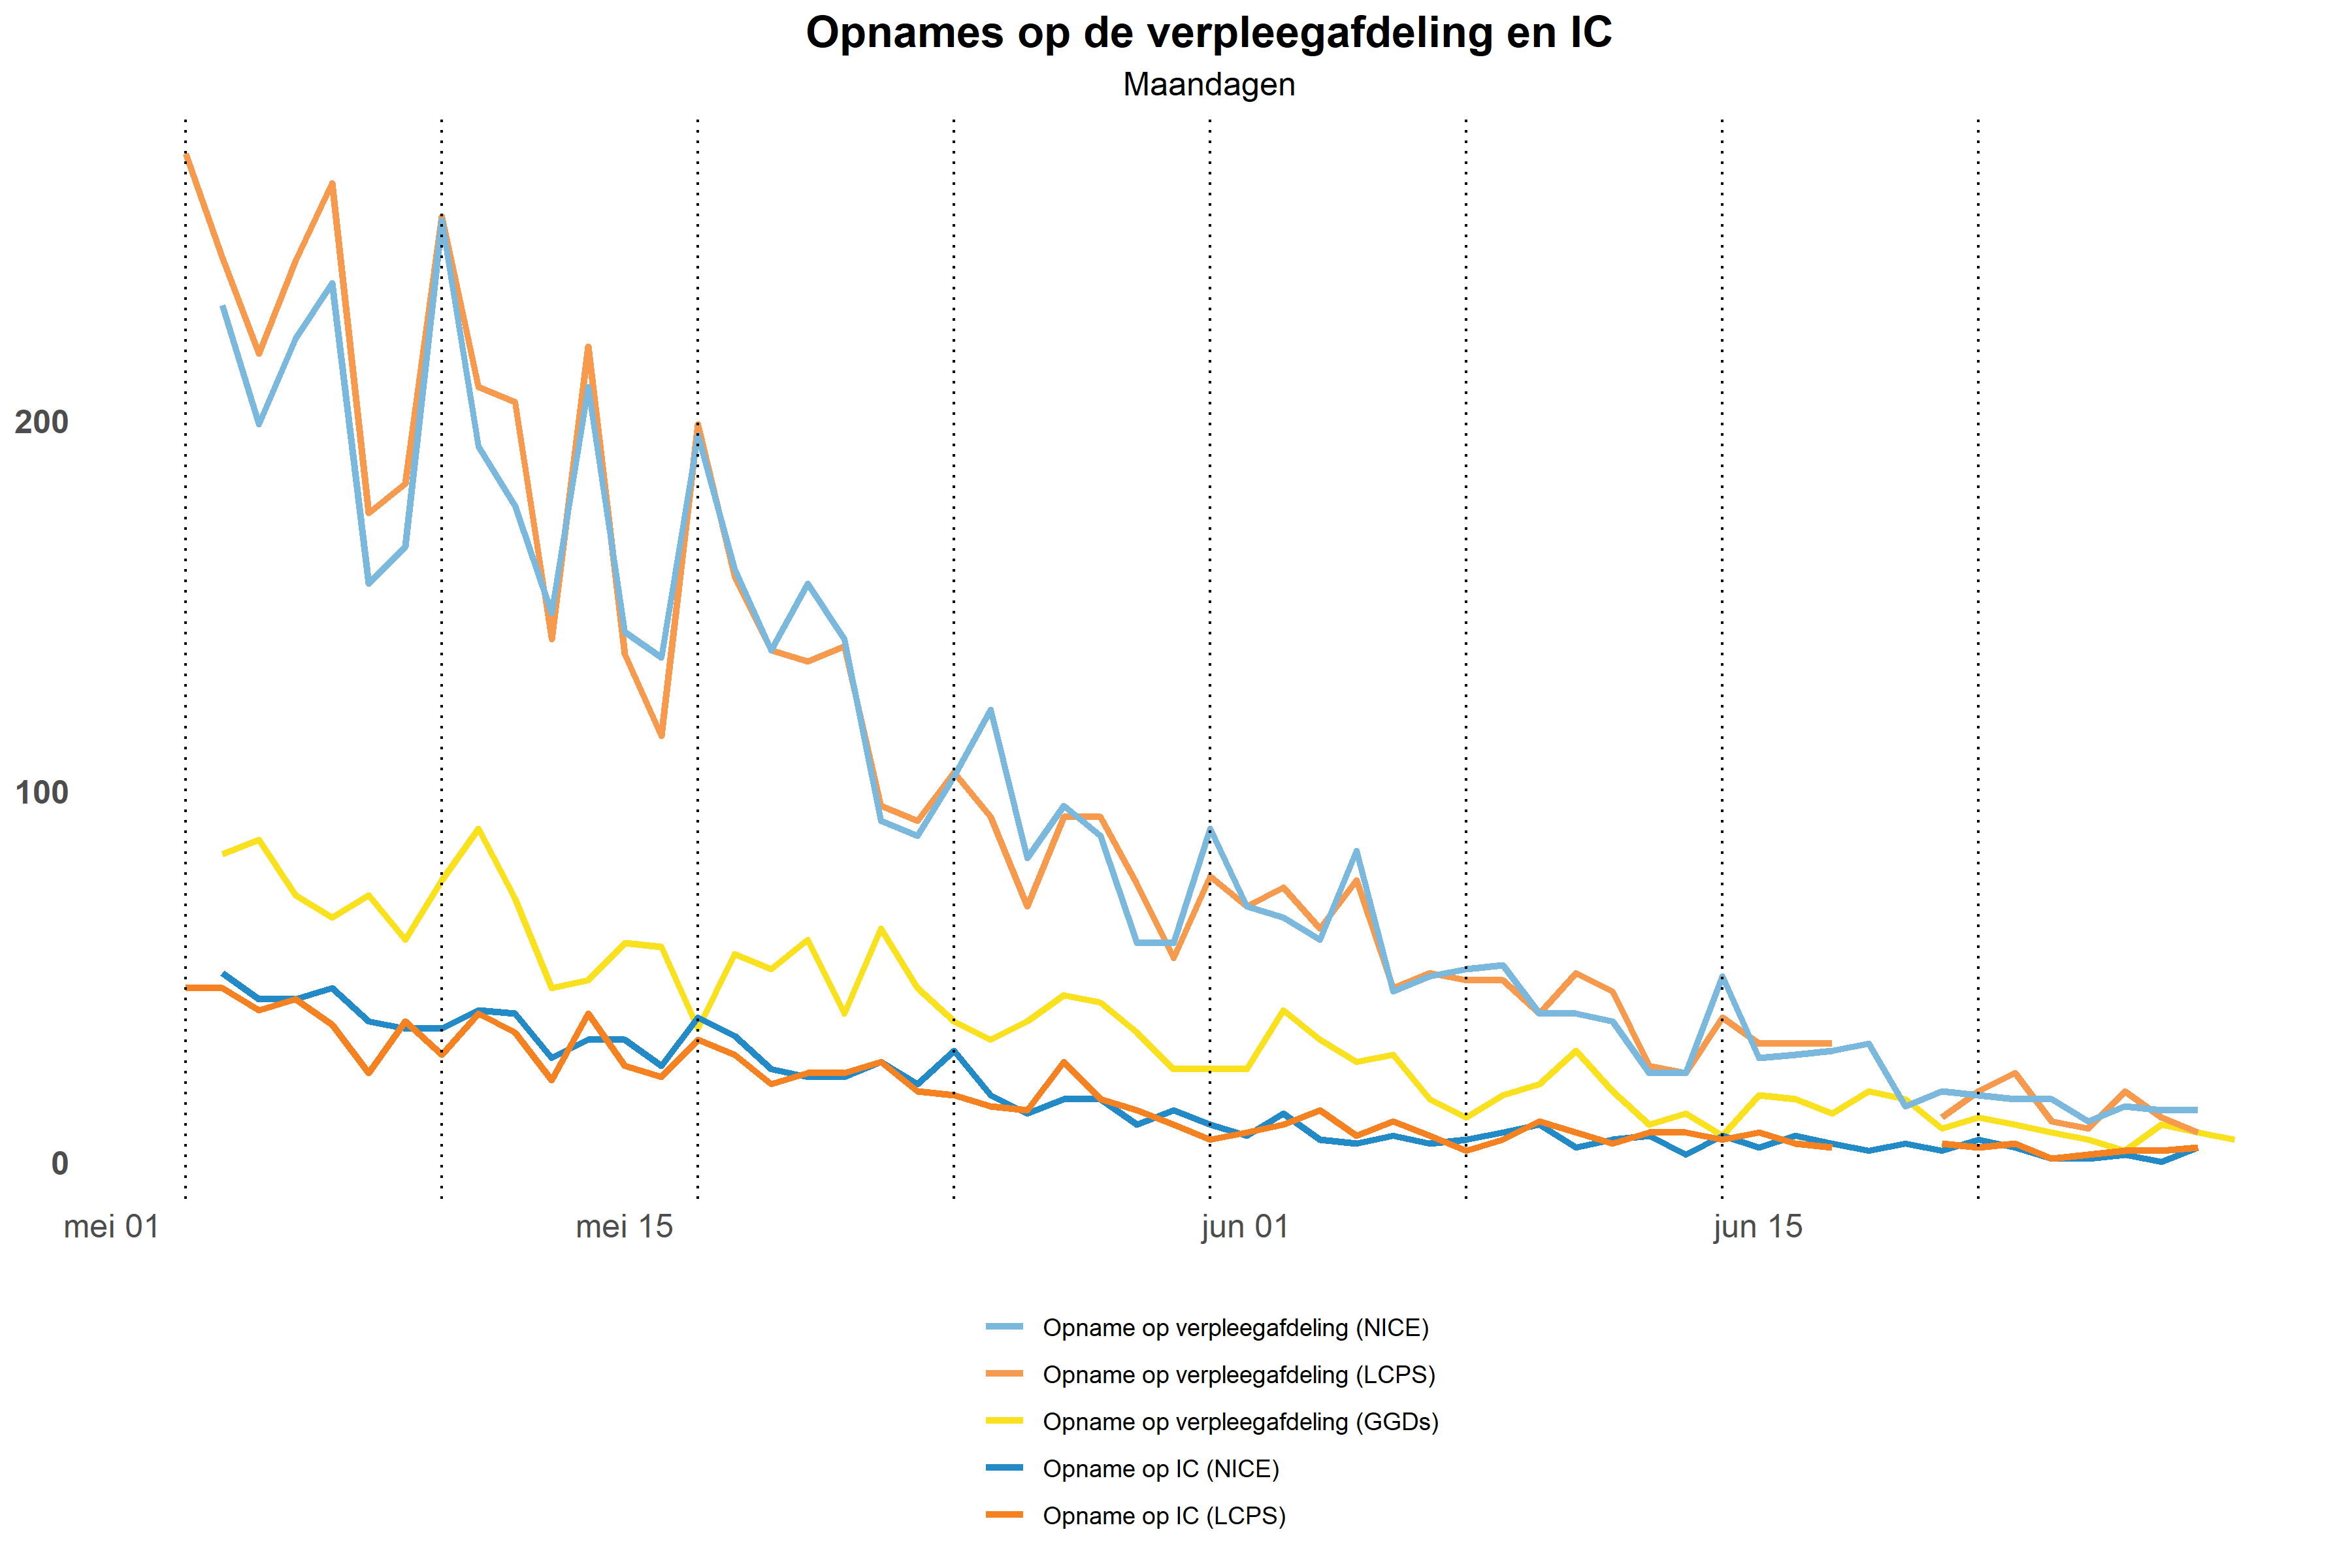 Opnames op de verpleegafdeling en IC
Maandagen
200
100
0
mei 01
mei 15
jun 01
jun 15
Opname op verpleegafdeling (NICE)
Opname op verpleegafdeling (LCPS)
Opname op verpleegafdeling (GGDs)
Opname op IC (NICE)
Opname op IC (LCPS)